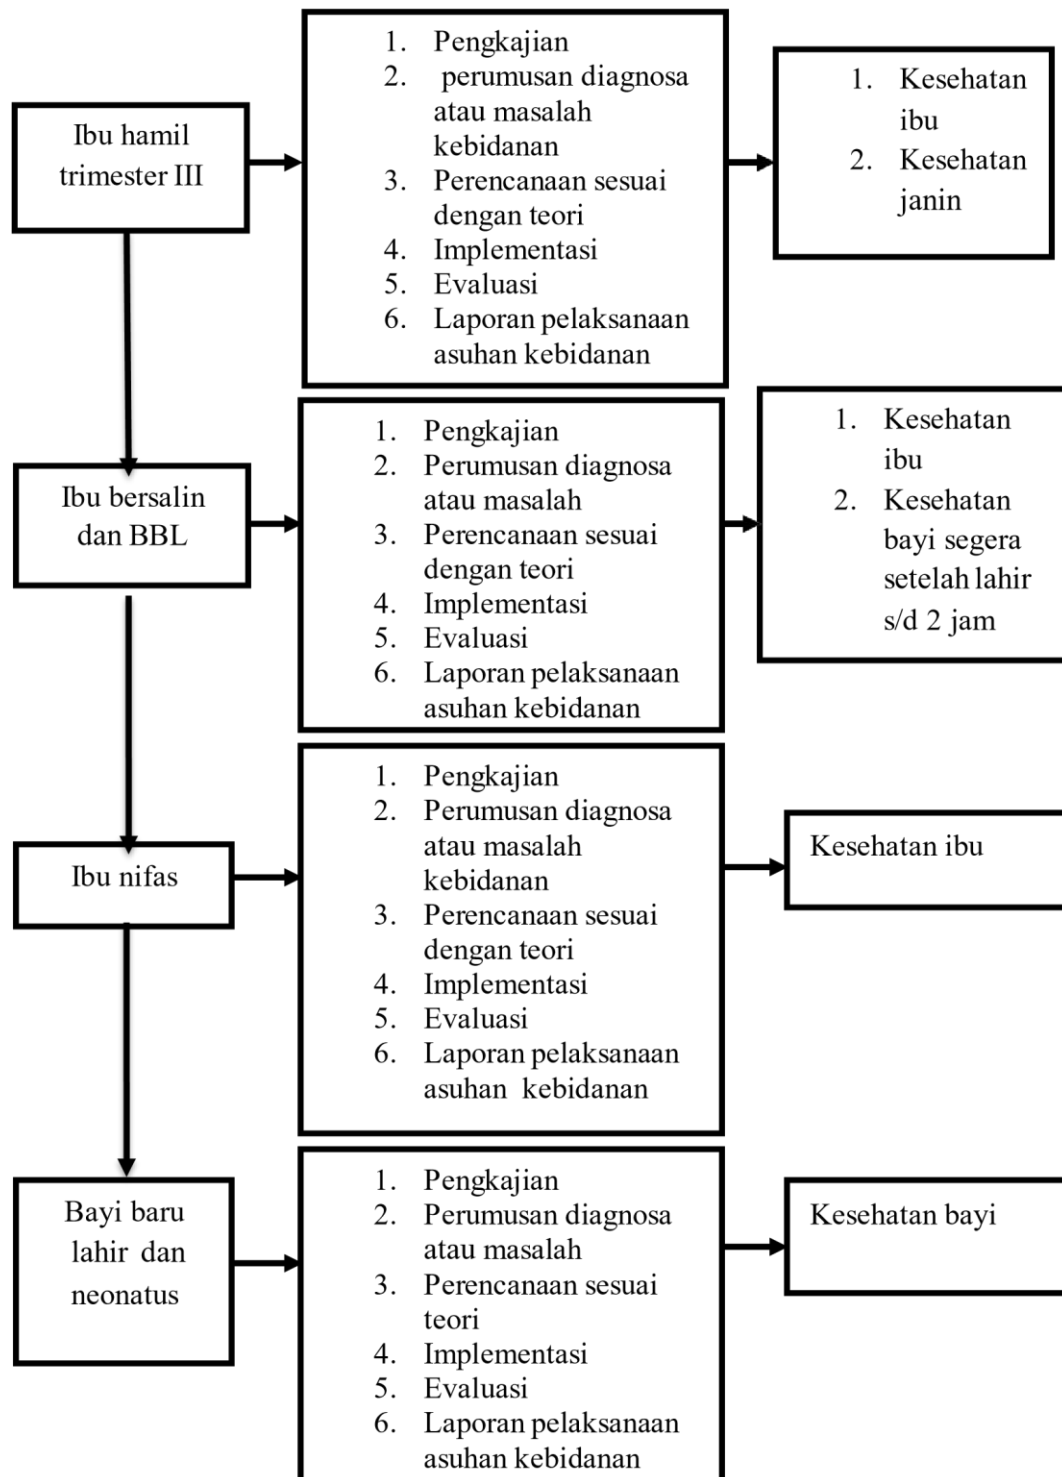 Ibu hamil
trimester III
1. Pengkajian
2. perumusan diagnosa
atau masalah
kebidanan
3. Perencanaan sesuai
dengan teori
4. Implementasi
5. Evaluasi
6. Laporan pelaksanaan
asuhan kebidanan
1. Kesehatan
ibu
2. Kesehatan
janin
Ibu bersalin
dan BBL
1. Pengkajian
2. Perumusan diagnosa
atau masalah
3. Perencanaan sesuai
dengan teori
4. Implementasi
5. Evaluasi
6. Laporan pelaksanaan
asuhan kebidanan
1. Kesehatan
ibu
2. Kesehatan
bayi segera
setelah lahir
s/d 2 jam
Ibu nifas
1. Pengkajian
2. Perumusan diagnosa
atau masalah
kebidanan
3. Perencanaan sesuai
dengan teori
4. Implementasi
5. Evaluasi
6. Laporan pelaksanaan
asuhan kebidanan
Kesehatan ibu
Bayi baru
lahir dan
neonatus
1. Pengkajian
2. Perumusan diagnosa
atau masalah
3. Perencanaan sesuai
teori
4. Implementasi
5. Evaluasi
6. Laporan pelaksanaan
asuhan kebidanan
Kesehatan bayi